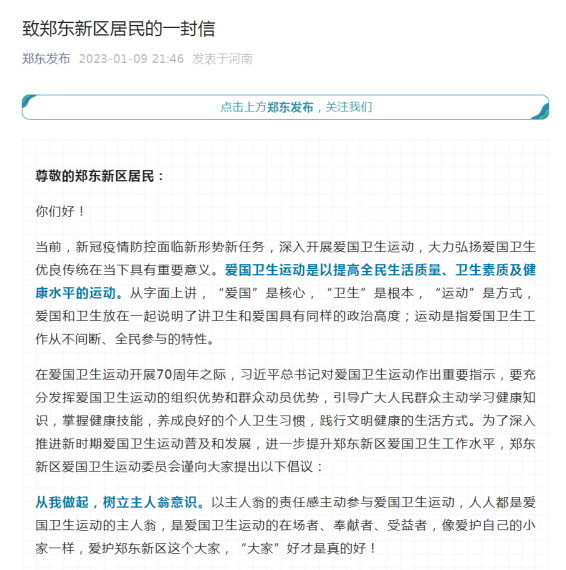 致郑东新区居民的一封信
郑东发布 2023-01-09 21:46 发表于河南
点击上方郑东发布，关注我们
尊敬的郑东新区居民：
你们好！
当前，新冠疫情防控面临新形势新任务，深入开展爱国卫生运动，大力弘扬爱国卫生
优良传统在当下具有重要意义。爱国卫生运动是以提高全民生活质量、卫生素质及健
康水平的运动。从字面上讲，“爱国”是核心，“卫生”是根本，“运动”是方式，
爱国和卫生放在一起说明了讲卫生和爱国具有同样的政治高度；运动是指爱国卫生工
作从不间断、全民参与的特性。
在爱国卫生运动开展70周年之际，习近平总书记对爱国卫生运动作出重要指示，要充
分发挥爱国卫生运动的组织优势和群众动员优势，引导广大人民群众主动学习健康知
识，掌握健康技能，养成良好的个人卫生习惯，践行文明健康的生活方式。为了深入
推进新时期爱国卫生运动普及和发展，进一步提升郑东新区爱国卫生工作水平，郑东
新区爱国卫生运动委员会谨向大家提出以下倡议：
从我做起，树立主人翁意识。以主人翁的责任感主动参与爱国卫生运动，人人都是爱
国卫生运动的主人翁，是爱国卫生运动的在场者、奉献者、受益者，像爱护自己的小
家一样，爱护郑东新区这个大家，“大家”好才是真的好！